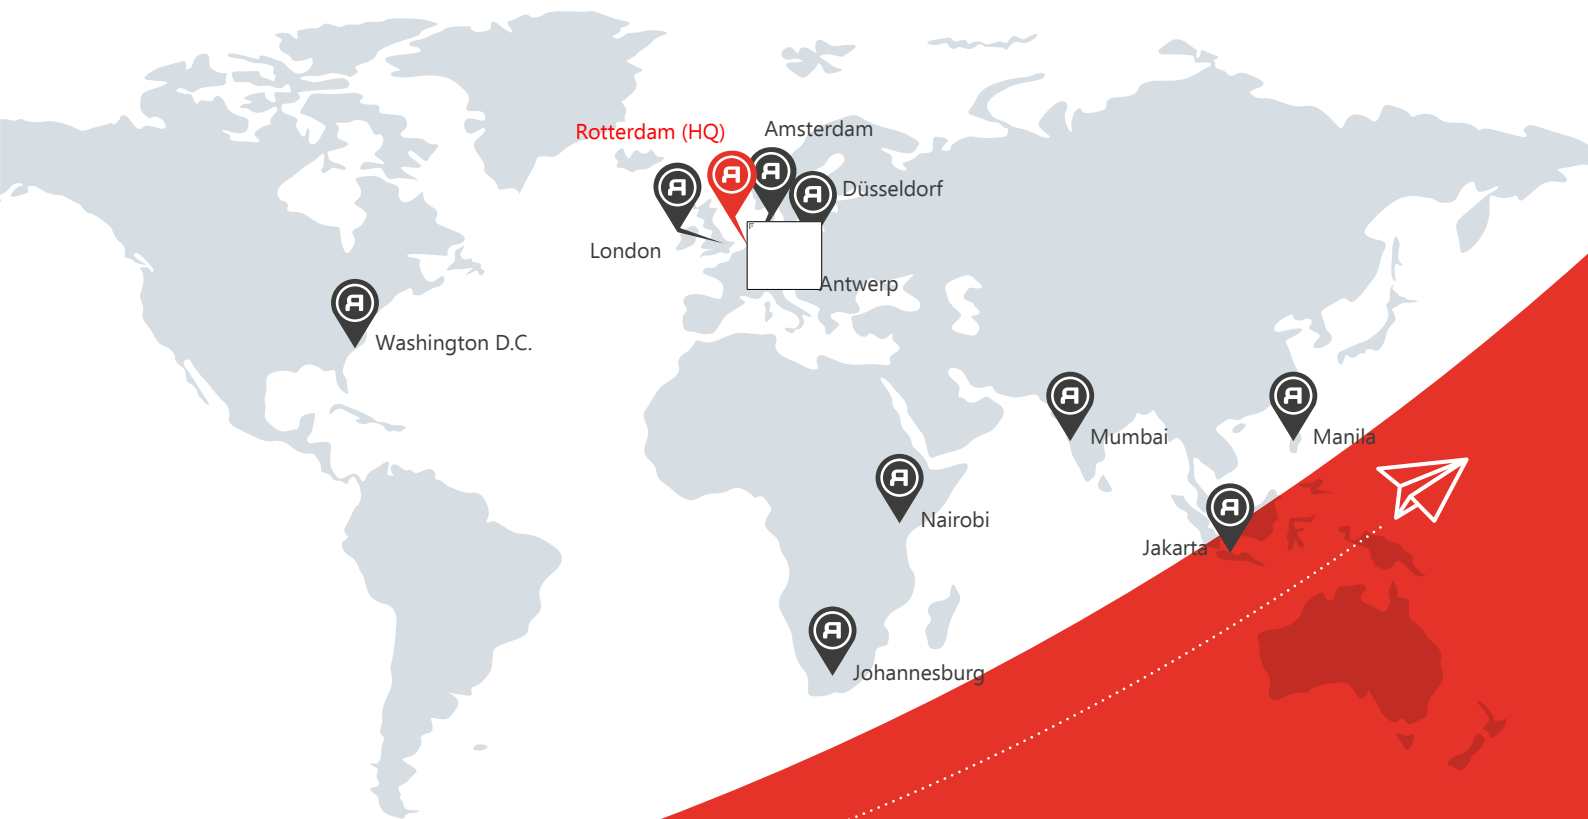 Rotterdam (HQ)
Amsterdam
Düsseldorf
London
Antwerp
Washington D.C.
Mumbai
Manila
Nairobi
Jakarta
Johannesburg